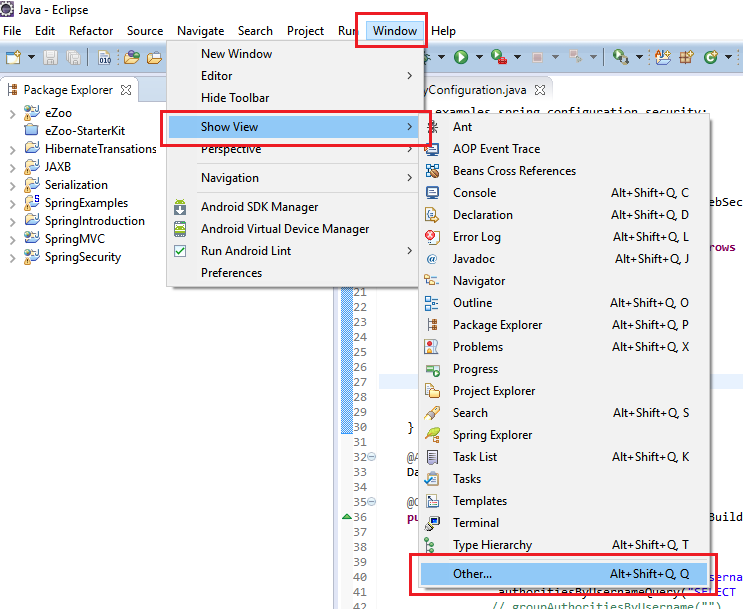 Java - Eclipse
File Edit Refactor Source Navigate Search Project Run Window Help
010
Package Explorer
eZoo
eZoo-StarterKit
HibernateTransations
JAXB
Serialization
SpringExamples
SpringIntroduction
SpringMVC
SpringSecurity
New Window
Editor
Hide Toolbar
Show View
Perspective
Navigation
Android SDK Manager
Android Virtual Device Manager
Run Android Lint
Preferences
Ant
AOP Event Trace
Beans Cross References
Console Alt+Shift+Q, C
Declaration Alt+Shift+Q, D
Error Log Alt+Shift+Q, L
Javadoc Alt+Shift+Q, J
Navigator
Outline Alt+Shift+Q, O
Package Explorer Alt+Shift+Q, P
Problems Alt+Shift+Q, X
Progress
Project Explorer
Search Alt+Shift+Q, S
Spring Explorer
Task List Alt+Shift+Q, K
Tasks
Templates
Terminal
Type Hierarchy Alt+Shift+Q, T
Other... Alt+Shift+Q, Q
yConfiguration.java
examples.spring.configuration.security;
ebSec
rows
21
22
23
24
25
26
27
28
29
30 }
31
32 @A
33 Da
34
35 @O
36 pu Build
37
38
39
40 serna
41 authoritiesByUsernameQuery("SELECT
42 // groupAuthoritiesByUsername("")